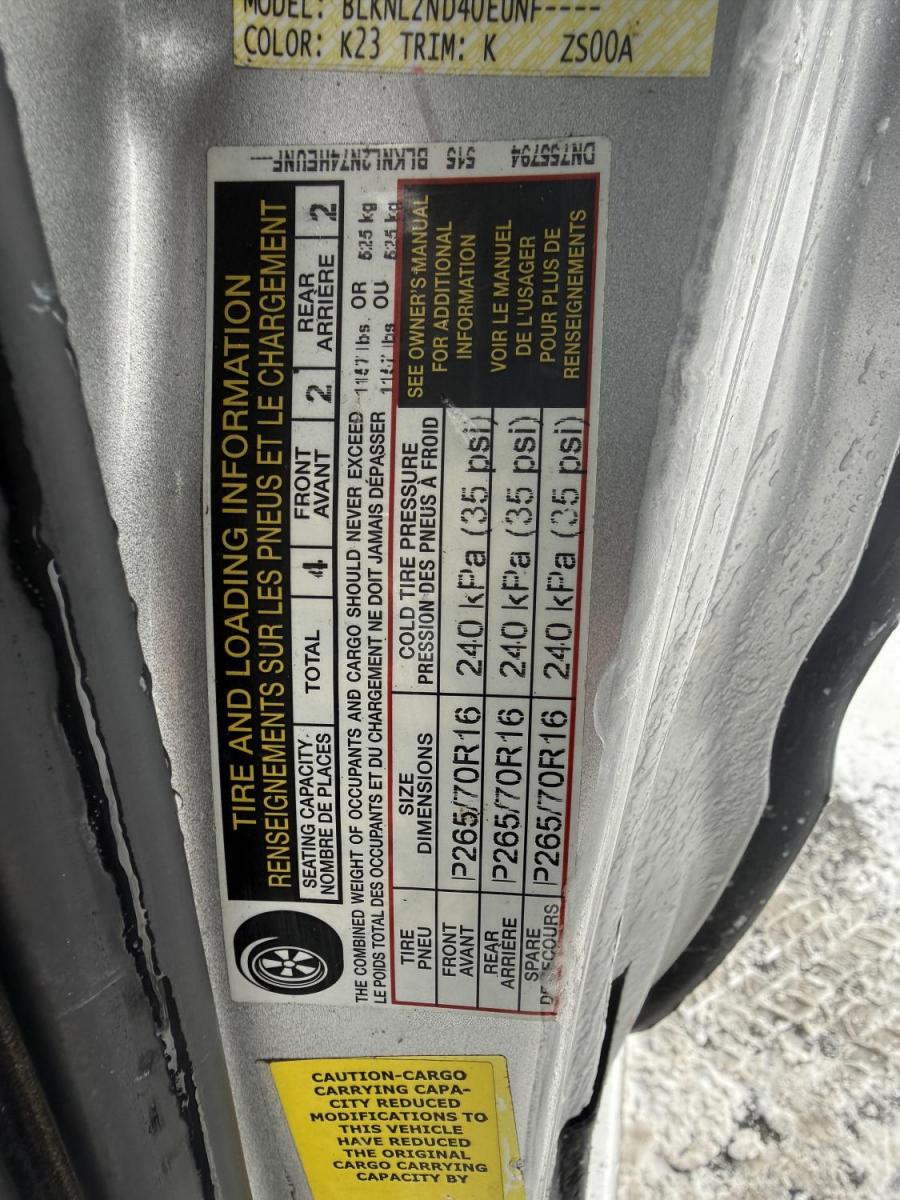 MODEL: BLKNL2ND40EUNF----
COLOR: K23 TRIM: K ZS00A
DN755794 515 BLKNL2N74HEUNF---
TIRE AND LOADING INFORMATION
RENSEIGNEMENTS SUR LES PNEUS ET LE CHARGEMENT
SEATING CAPACITY
NOMBRE DE PLACES
TOTAL 4
FRONT
AVANT
2
REAR
ARRIÈRE
2
THE COMBINED WEIGHT OF OCCUPANTS AND CARGO SHOULD NEVER EXCEED lbs. OR 525 kg
LE POIDS TOTAL DES OCCUPANTS ET DU CHARGEMENT NE DOIT JAMAIS DÉPASSER lbs OU 525 kg
TIRE
PNEU
SIZE
DIMENSIONS
COLD TIRE PRESSURE
PRESSION DES PNEUS À FROID
FRONT
AVANT
P265/70R16 240 kPa (35 psi)
REAR
ARRIÈRE
P265/70R16 240 kPa (35 psi)
SPARE
DE SECOURS
P265/70R16 240 kPa (35 psi)
SEE OWNER'S MANUAL
FOR ADDITIONAL
INFORMATION
VOIR LE MANUEL
DE L'USAGER
POUR PLUS DE
RENSEIGNEMENTS
CAUTION-CARGO
CARRYING CAPA-
CITY REDUCED
MODIFICATIONS TO
THIS VEHICLE
HAVE REDUCED
THE ORIGINAL
CARGO CARRYING
CAPACITY BY